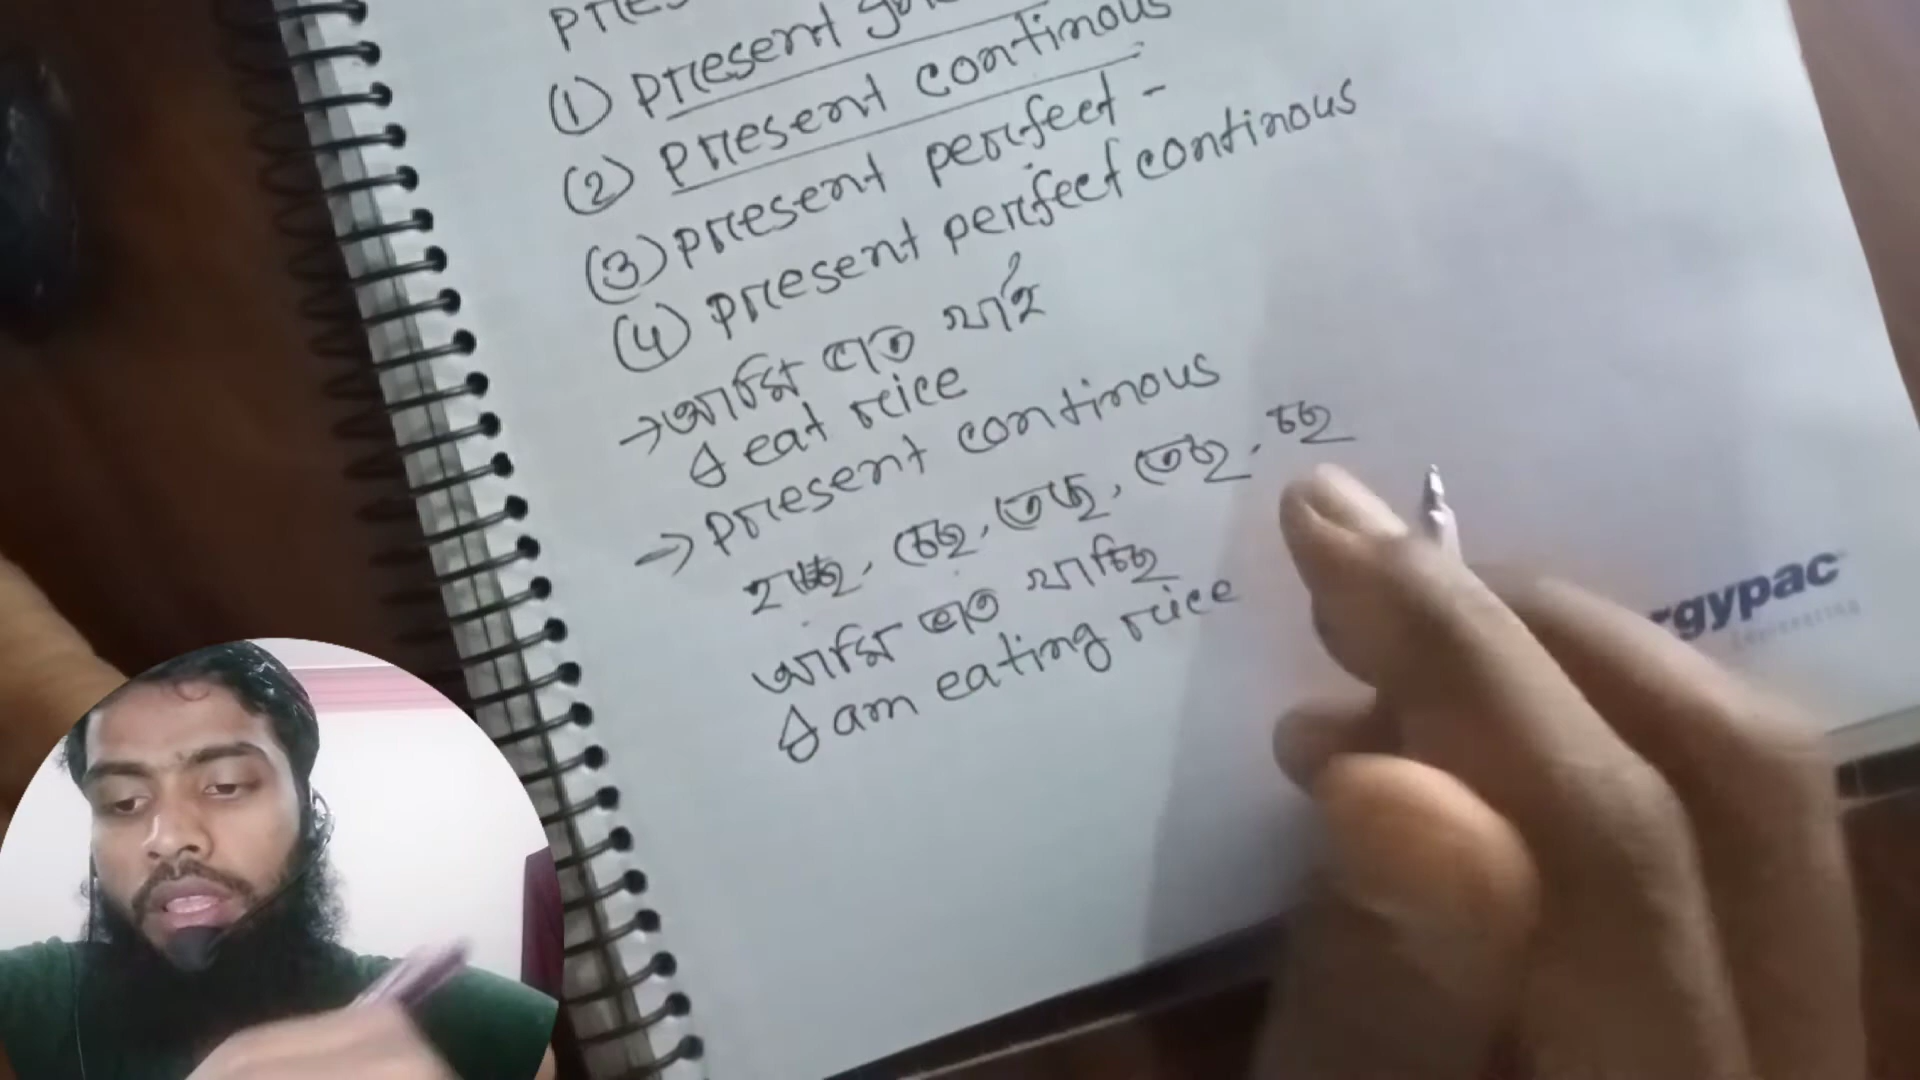 (1) present
(2) present continous
(3) present perfect -
(4) present perfect continous
→ আমি ভাত খাই
I eat rice
→ present continous
তেছ, তেছে, ছে
আমি ভাত খাচ্ছি
I am eating rice
rgypac